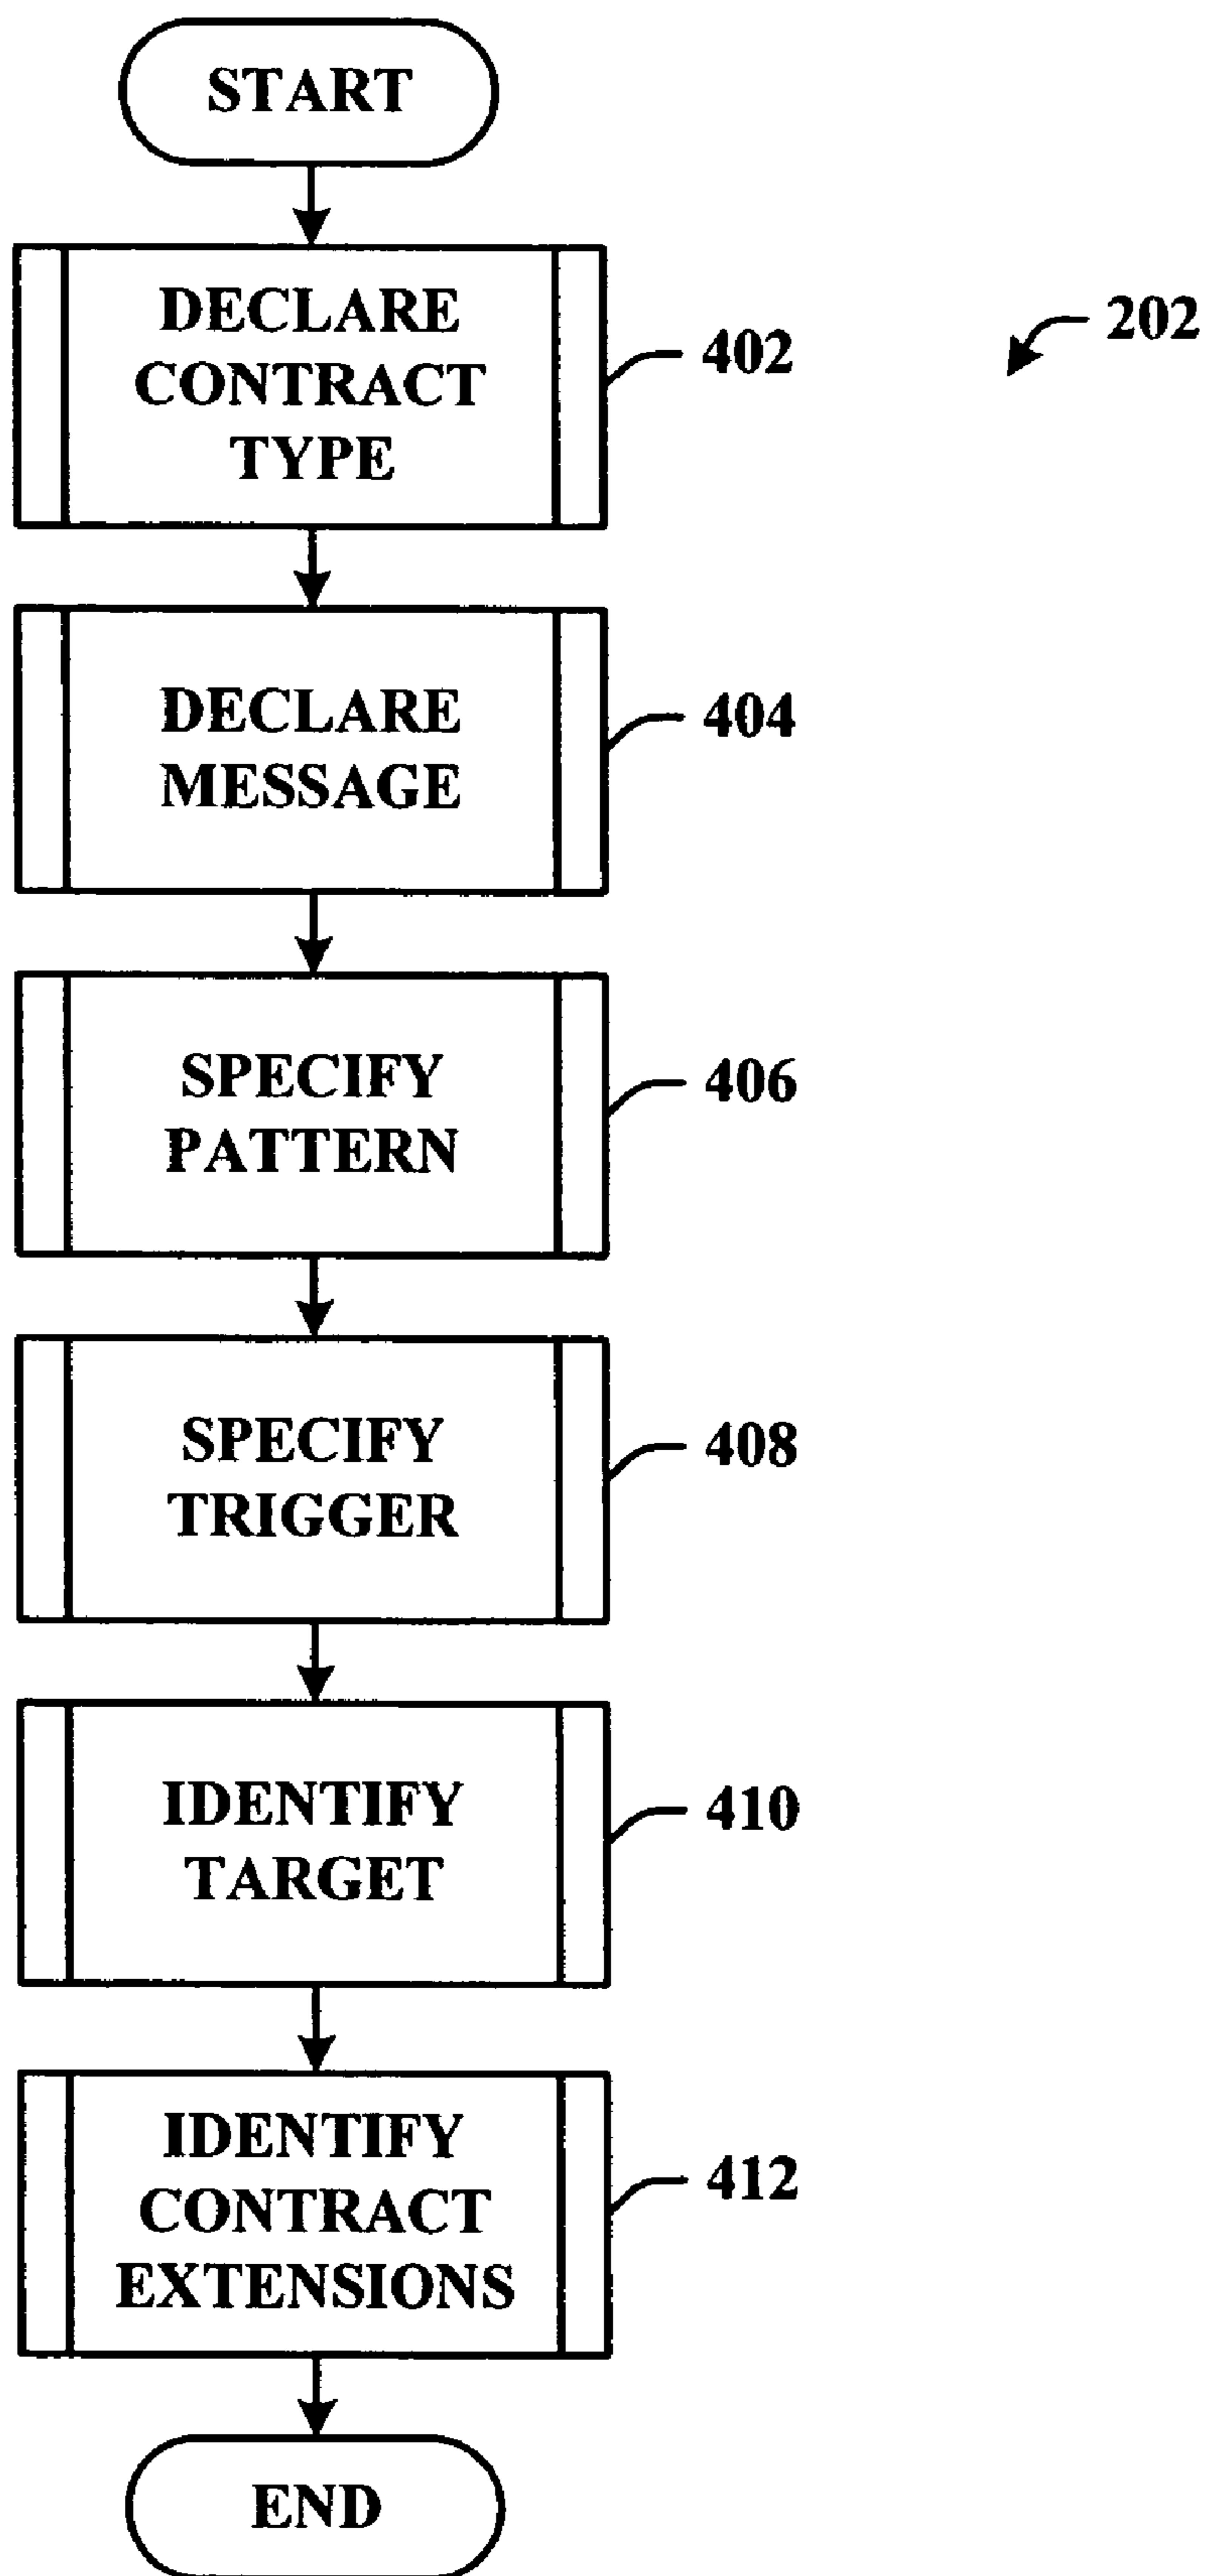 START
DECLARE
CONTRACT
TYPE
402
202
DECLARE
MESSAGE
404
SPECIFY
PATTERN
406
SPECIFY
TRIGGER
408
IDENTIFY
TARGET
410
IDENTIFY
CONTRACT
EXTENSIONS
412
END